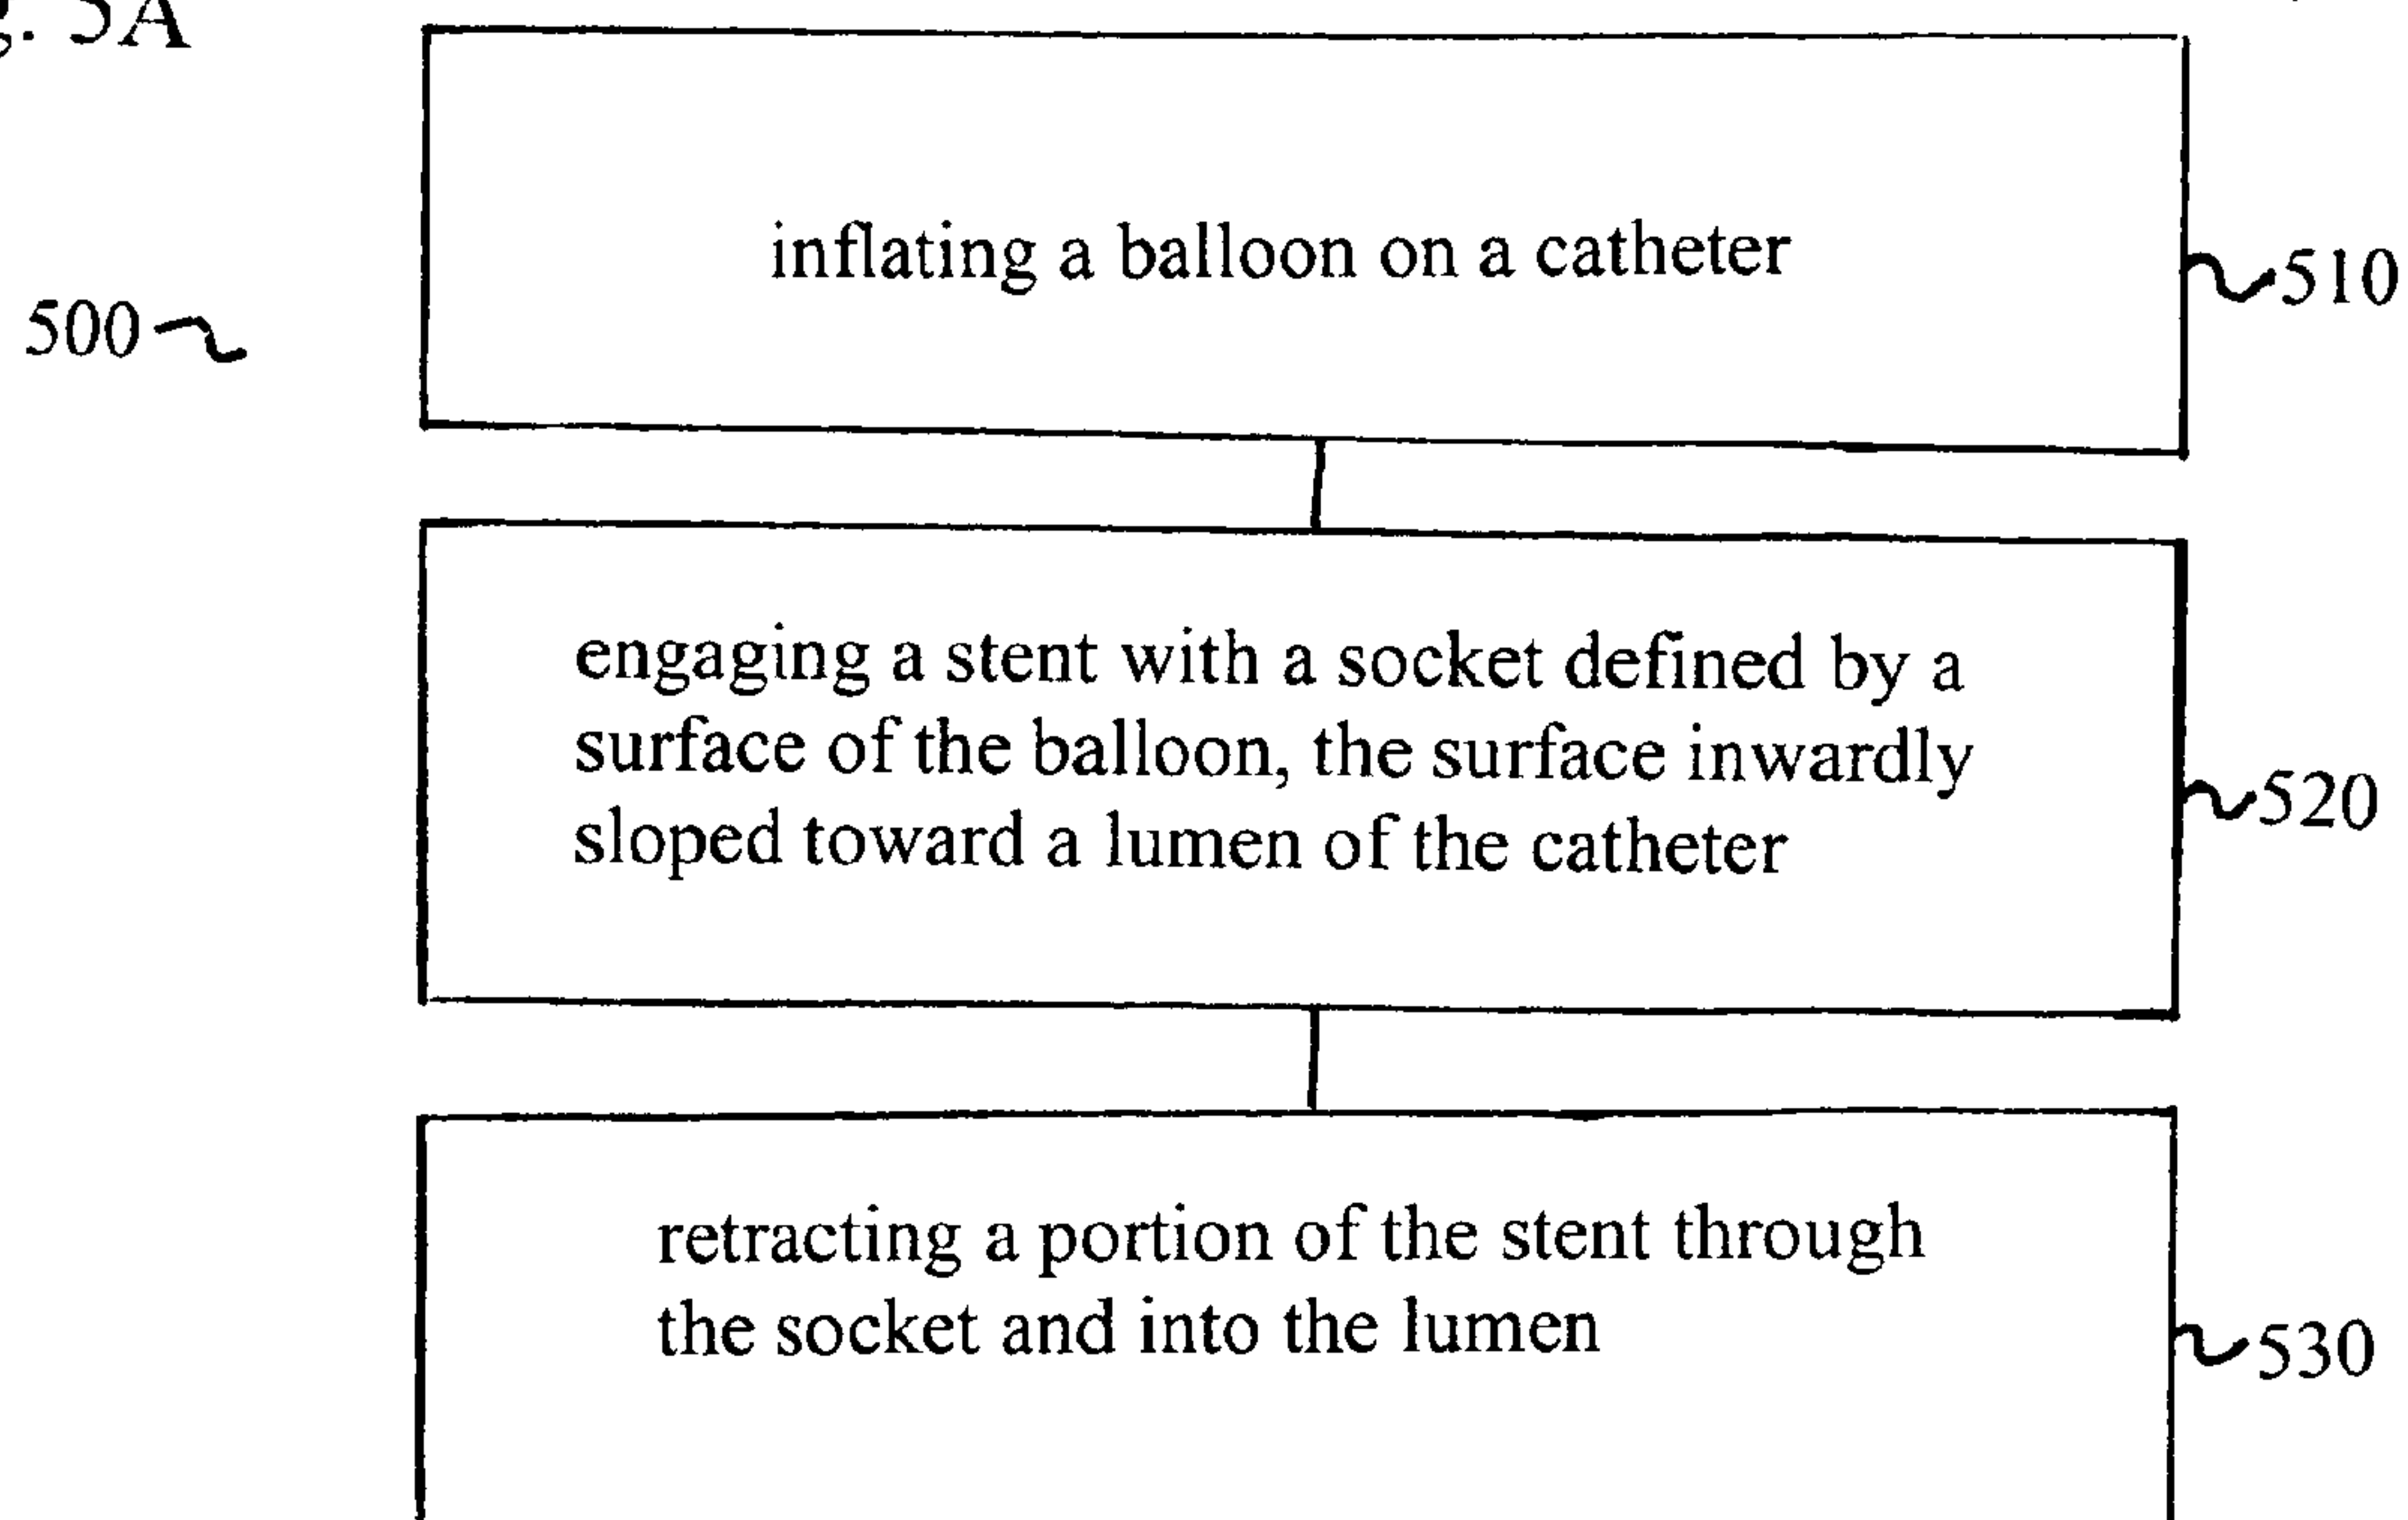 g. 5A
inflating a balloon on a catheter
510
500
engaging a stent with a socket defined by a
surface of the balloon, the surface inwardly
sloped toward a lumen of the catheter
520
retracting a portion of the stent through
the socket and into the lumen
530